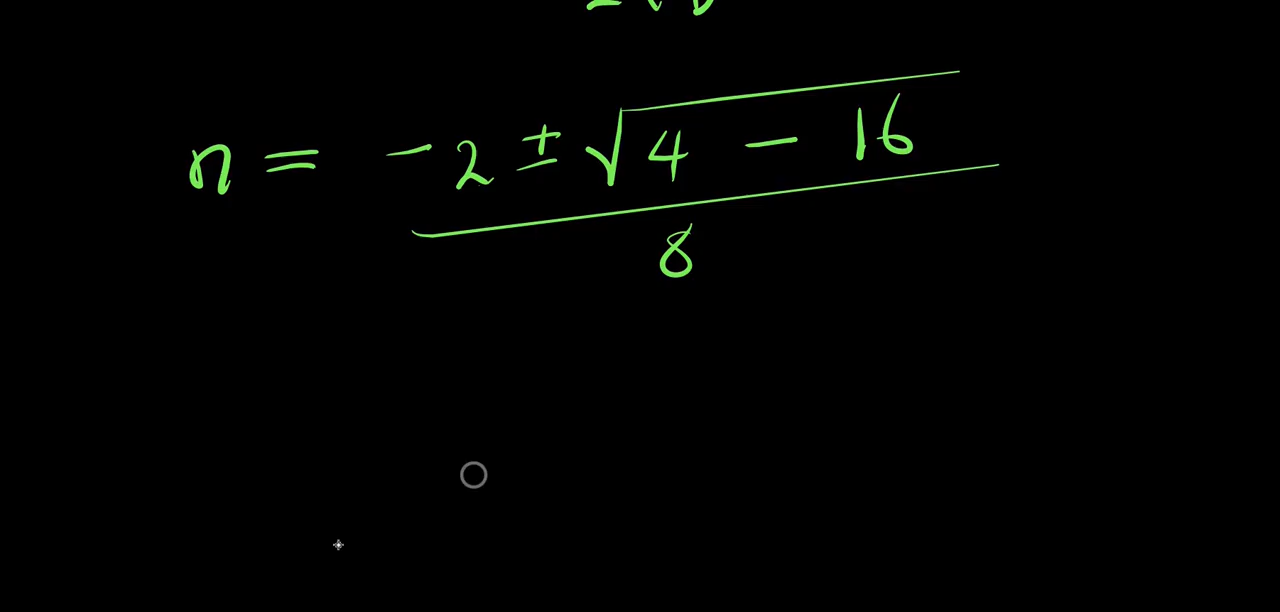 n = -2 ± √4 - 16
8